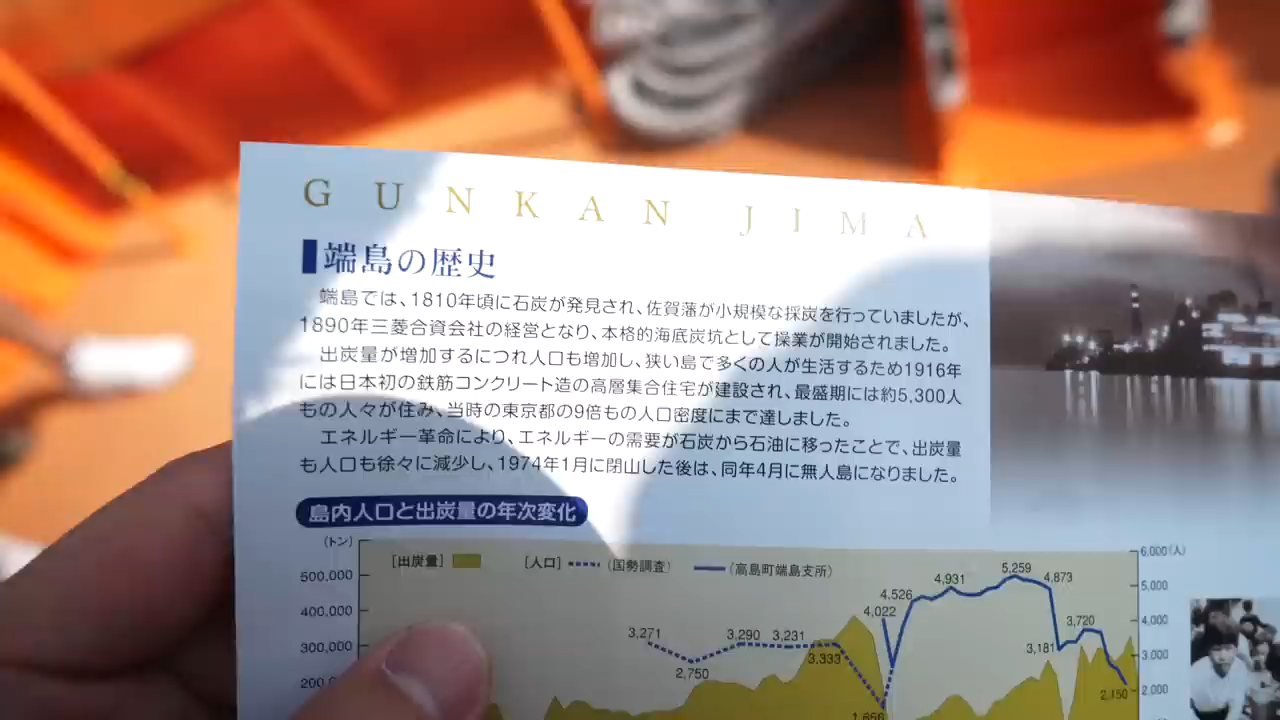 GUNKAN JIMA
端島の歴史
端島では、1810年頃に石炭が発見され、佐賀藩が小規模な採炭を行っていましたが、
1890年三菱合資会社の経営となり、本格的海底炭坑として操業が開始されました。
出炭量が増加するにつれ人口も増加し、狭い島で多くの人が生活するため1916年
には日本初の鉄筋コンクリート造の高層集合住宅が建設され、最盛期には約5,300人
もの人々が住み、当時の東京都の9倍もの人口密度にまで達しました。
エネルギー革命により、エネルギーの需要が石炭から石油に移ったことで、出炭量
も人口も徐々に減少し、1974年1月に閉山した後は、同年4月に無人島になりました。
島内人口と出炭量の年次変化
(トン)
[出炭量] [人口] (国勢調査) (高島町端島支所)
6,000(人)
500,000
400,000
300,000
3,271
2,750
3,290
3,231
3,333
1,656
4,022
4,526
4,931
5,259
4,873
3,181
3,720
2,150
5,000
4,000
3,000
2,000